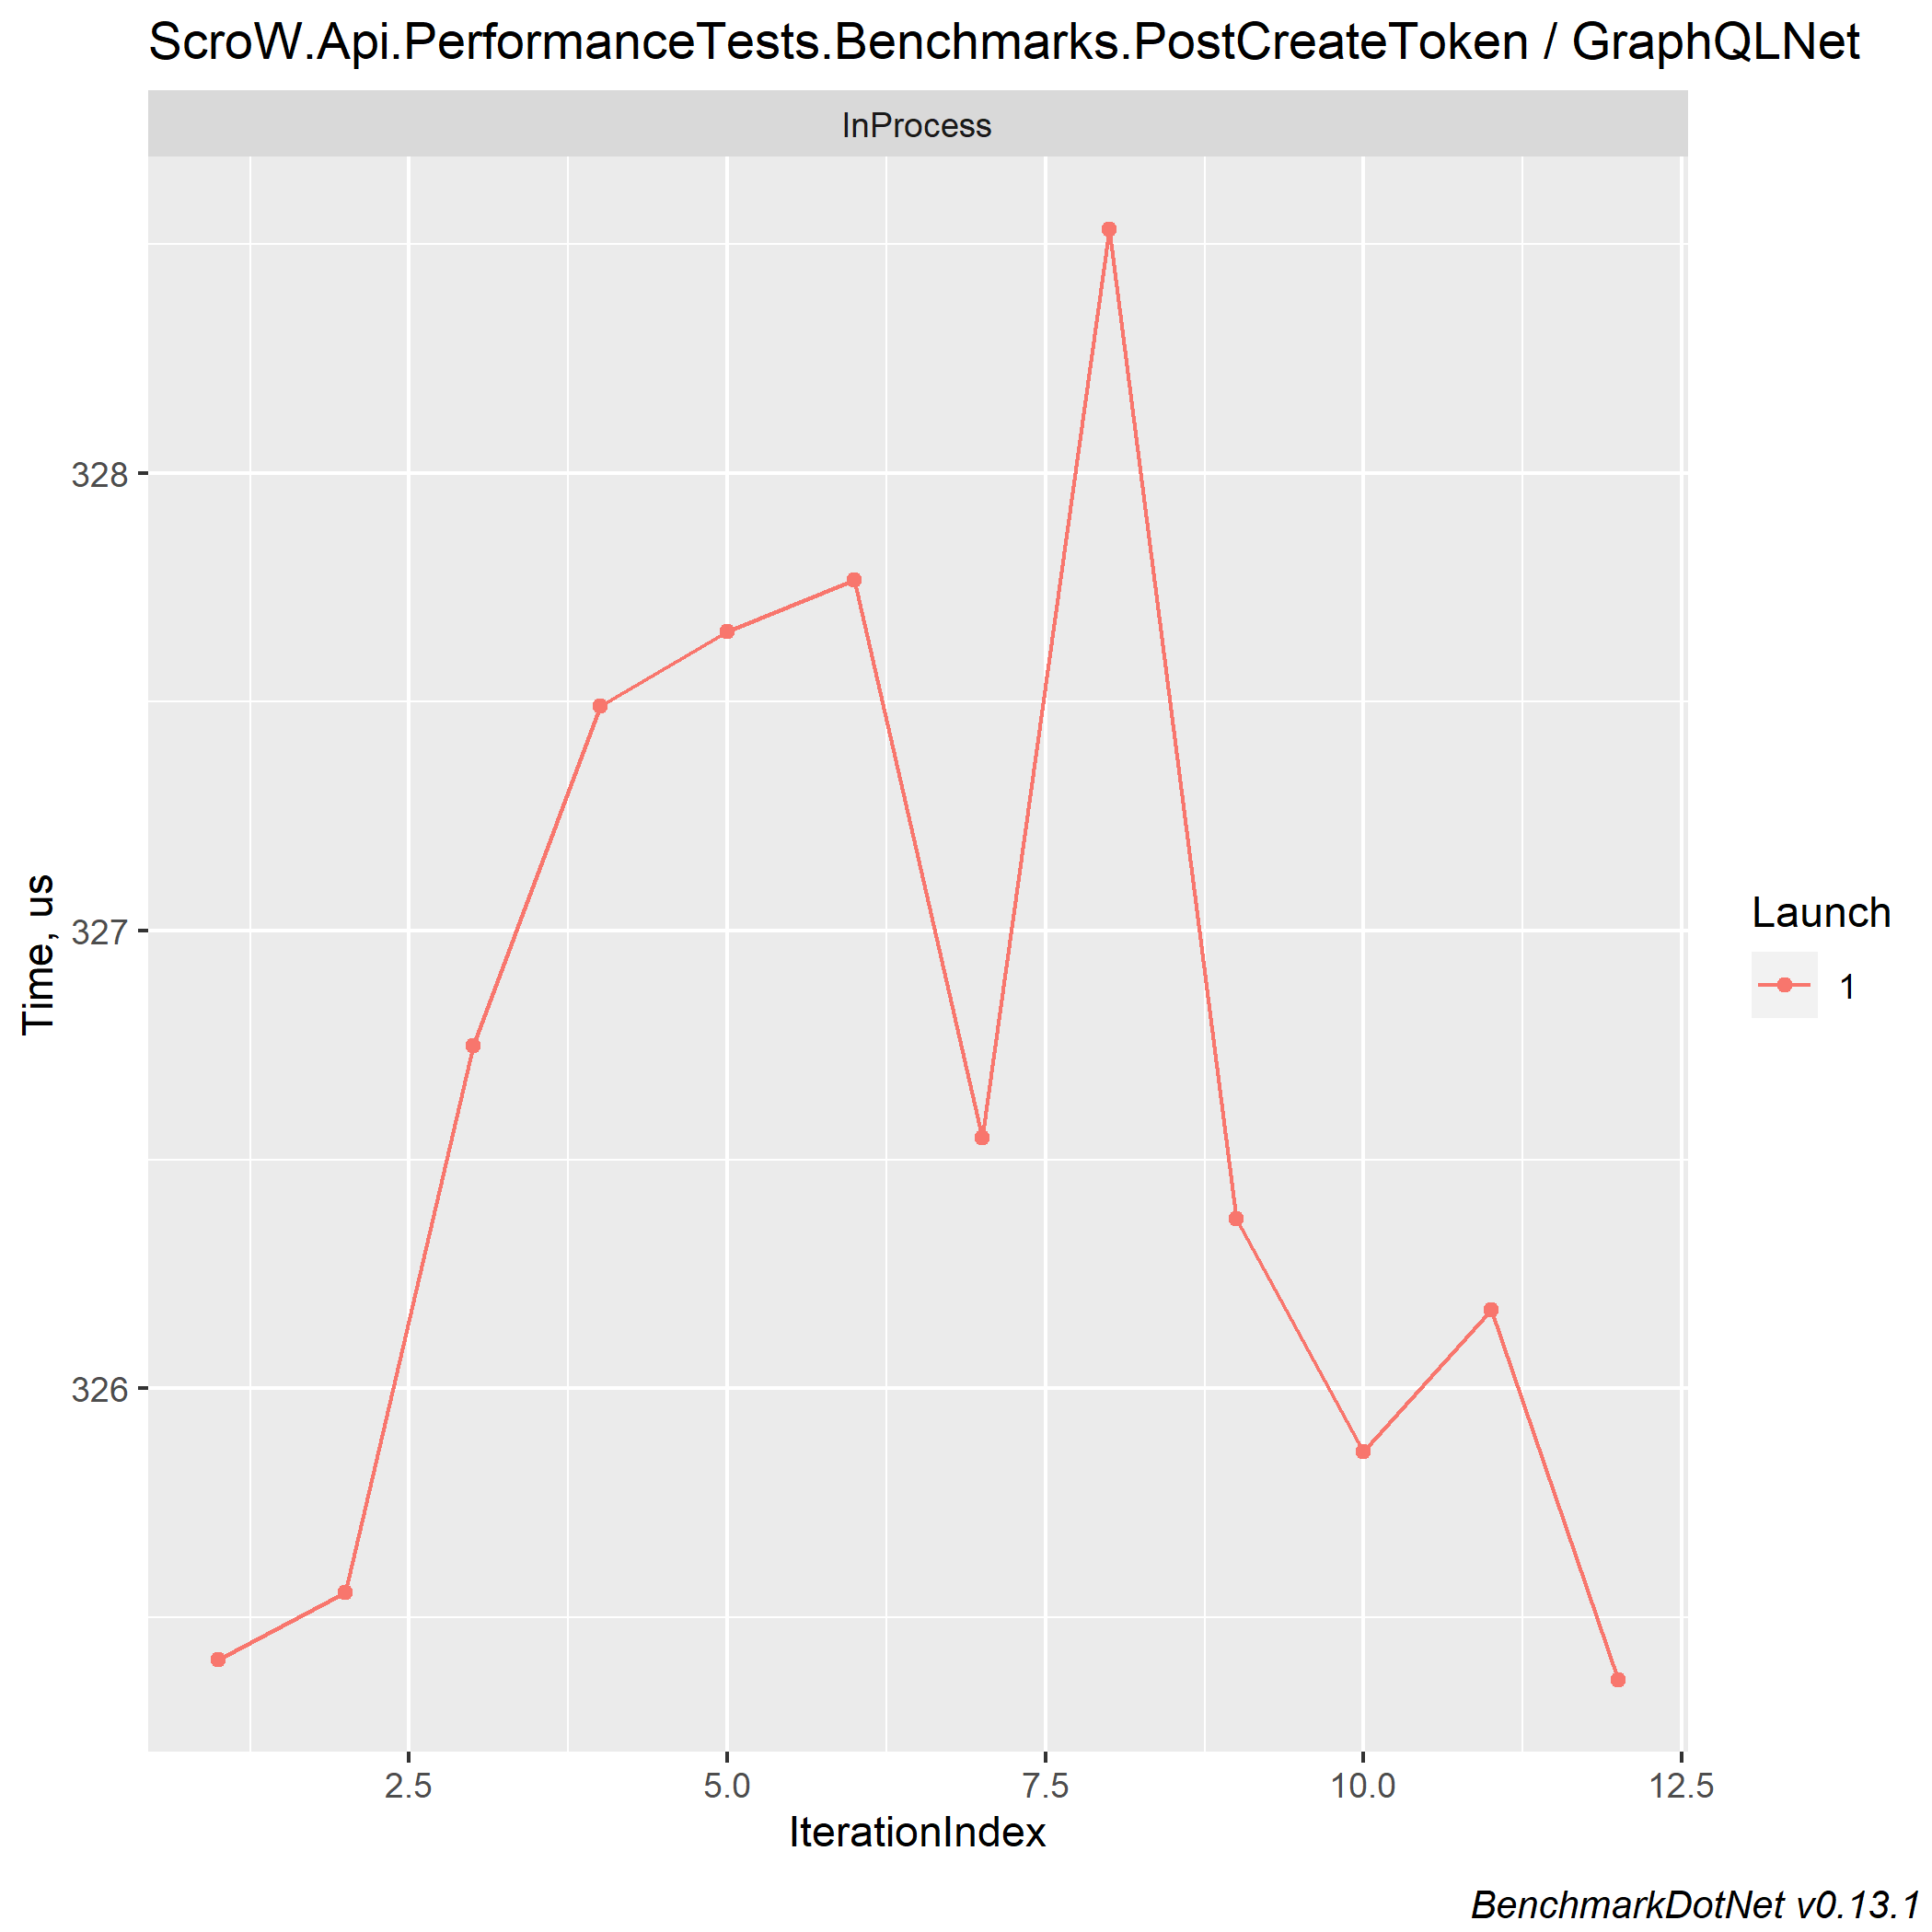 ScroW.Api.PerformanceTests.Benchmarks.PostCreateToken / GraphQLNet
InProcess
328
327
326
Time, us
2.5 5.0 7.5 10.0 12.5
IterationIndex
Launch
1
BenchmarkDotNet v0.13.1